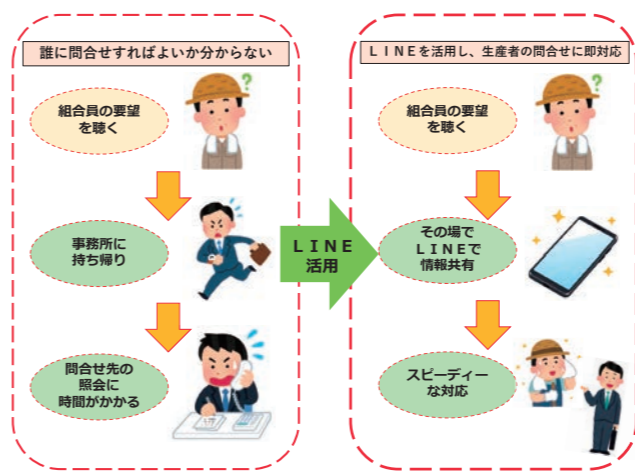 誰に問合せすればよいか分からない
組合員の要望
を聴く
事務所に
持ち帰り
問合せ先の
照会に
時間がかかる
ＬＩＮＥ
活用
ＬＩＮＥを活用し、生産者の問合せに即対応
組合員の要望
を聴く
その場で
ＬＩＮＥで
情報共有
スピーディー
な対応